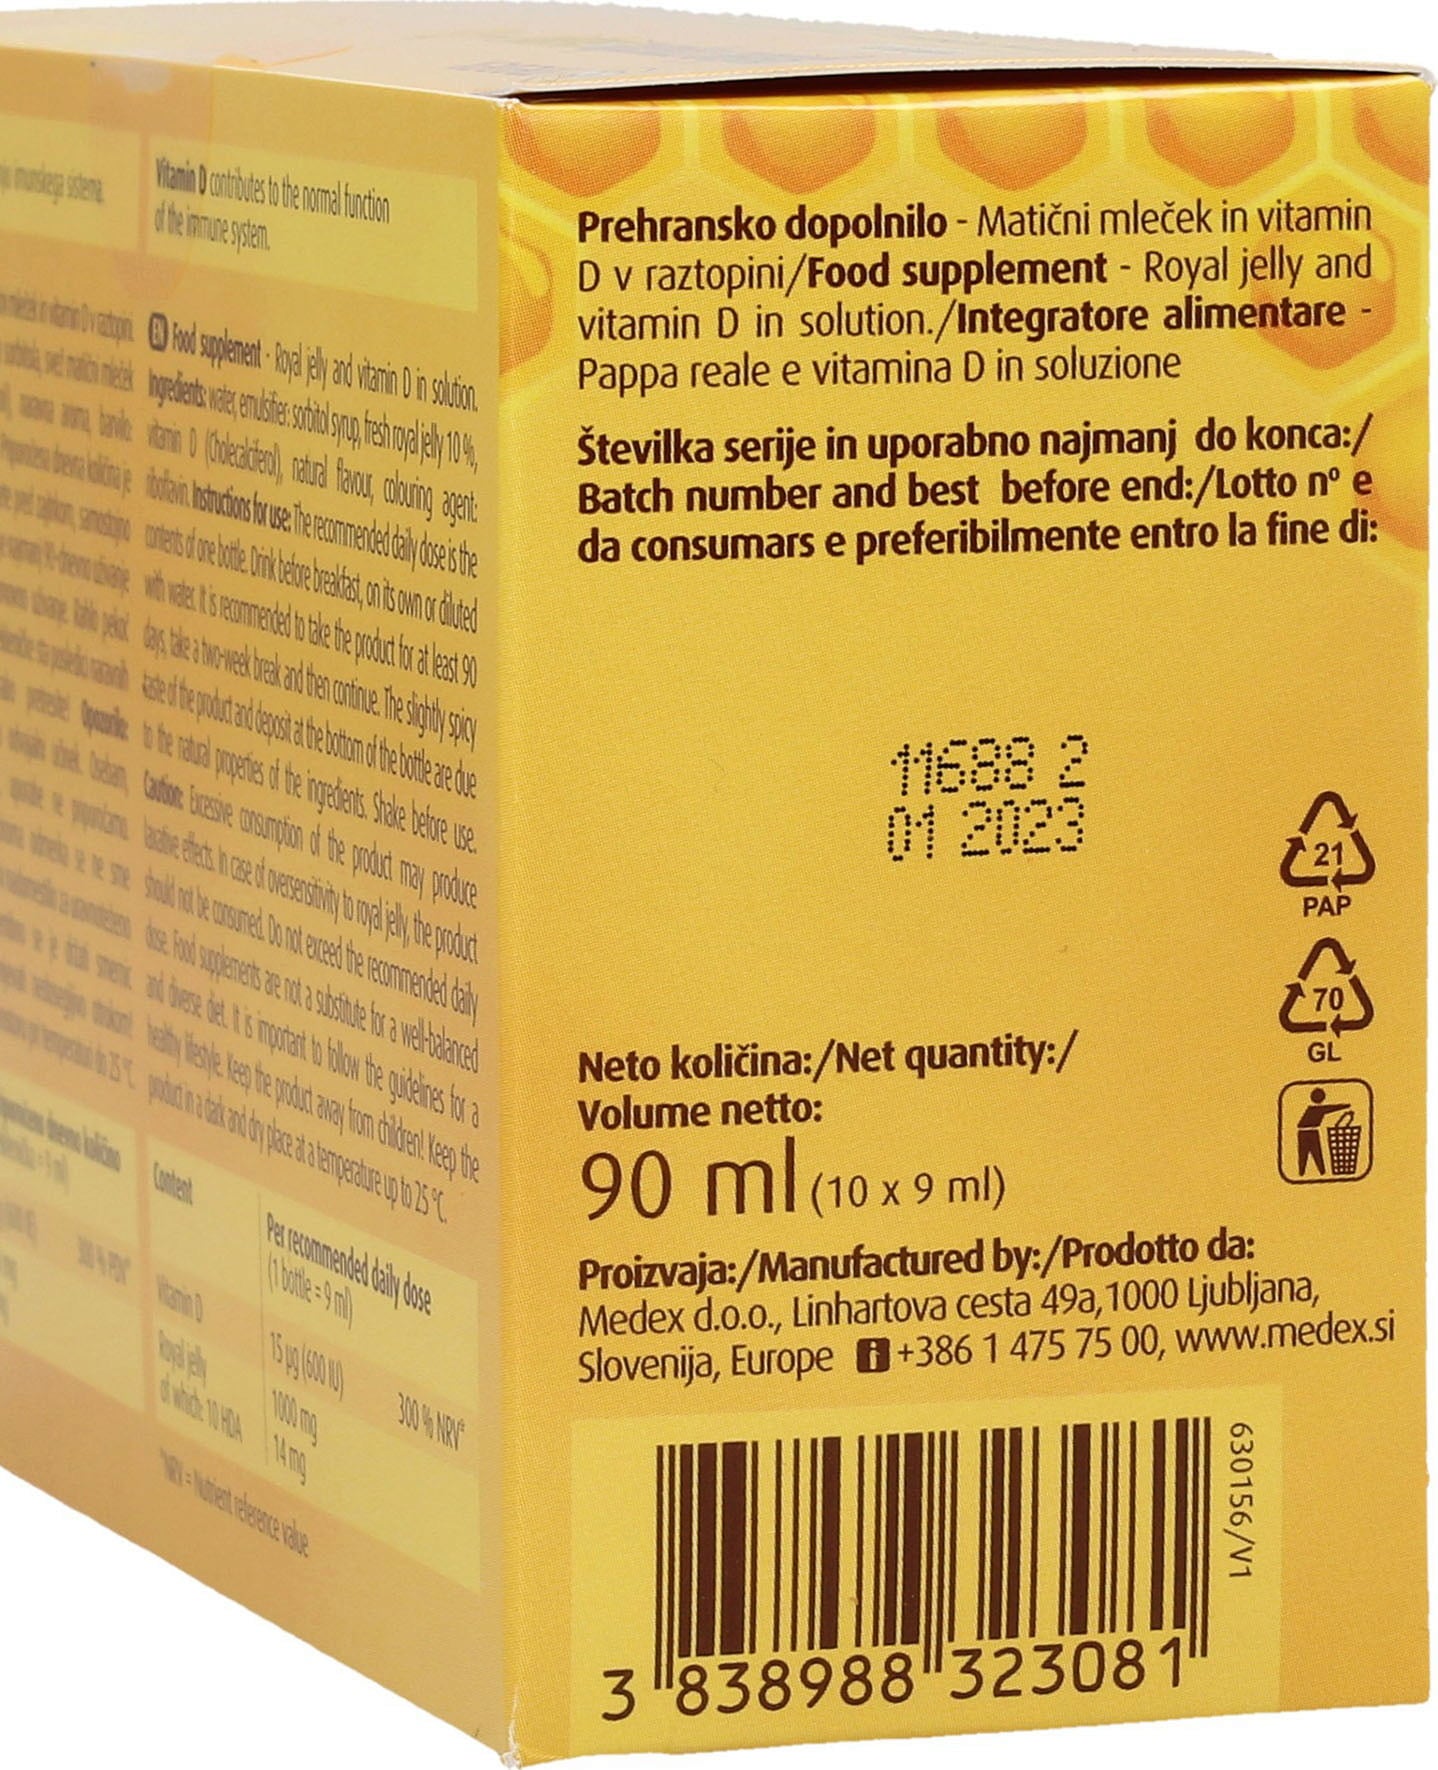 imunskega sistema.
Vitamin D contributes to the normal function
of the immune system.
EN Food supplement - Royal jelly and vitamin D in solution.
Ingredients: water, emulsifier: sorbitol syrup, fresh royal jelly 10 %,
vitamin D (Cholecalciferol), natural flavour, colouring agent:
riboflavin. Instructions for use: The recommended daily dose is the
contents of one bottle. Drink before breakfast, on its own or diluted
with water. It is recommended to take the product for at least 90
days, take a two-week break and then continue. The slightly spicy
taste of the product and deposit at the bottom of the bottle are due
to the natural properties of the ingredients. Shake before use.
Caution: Excessive consumption of the product may produce
laxative effects. In case of oversensitivity to royal jelly, the product
should not be consumed. Do not exceed the recommended daily
dose. Food supplements are not a substitute for a well-balanced
and diverse diet. It is important to follow the guidelines for a
healthy lifestyle. Keep the product away from children! Keep the
product in a dark and dry place at a temperature up to 25 °C.
Content
Per recommended daily dose
(1 bottle = 9 ml)
Vitamin D 15 µg (600 IU) 300 % NRV*
Royal jelly 1000 mg
of which: 10 HDA 14 mg
*NRV = Nutrient reference value
Prehransko dopolnilo - Matični mleček in vitamin
D v raztopini/Food supplement - Royal jelly and
vitamin D in solution./Integratore alimentare -
Pappa reale e vitamina D in soluzione
Številka serije in uporabno najmanj do konca:/
Batch number and best before end:/Lotto nº e
da consumars e preferibilmente entro la fine di:
11688 2
01 2023
21
PAP
70
GL
Neto količina:/Net quantity:/
Volume netto:
90 ml (10 x 9 ml)
Proizvaja:/Manufactured by:/Prodotto da:
Medex d.o.o., Linhartova cesta 49a,1000 Ljubljana,
Slovenija, Europe i +386 1 475 75 00, www.medex.si
630156/V1
3 838988 323081